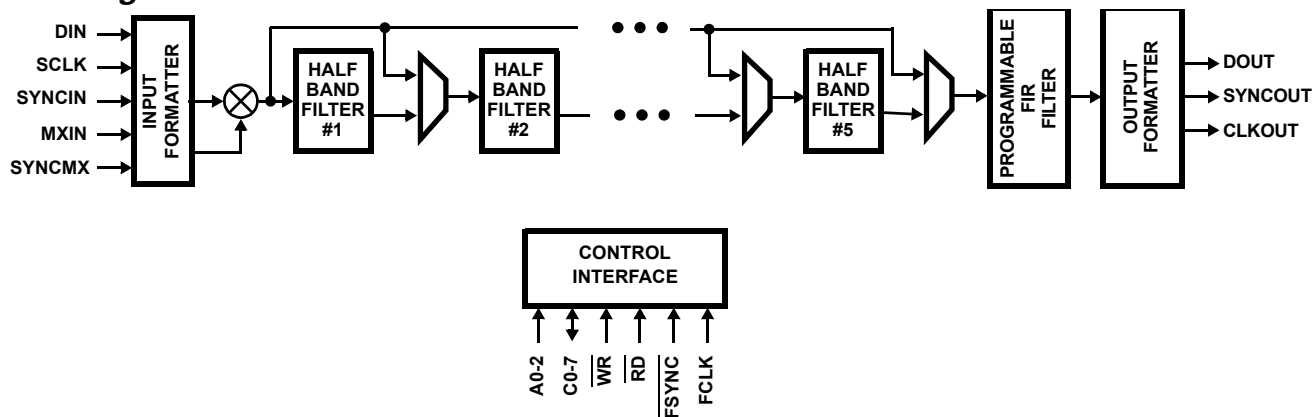 DIN
SCLK
SYNCIN
MXIN
SYNCMX
INPUT
FORMATTER
HALF
BAND
FILTER
#1
HALF
BAND
FILTER
#2
HALF
BAND
FILTER
#5
PROGRAMMABLE
FIR
FILTER
OUTPUT
FORMATTER
DOUT
SYNCOUT
CLKOUT
CONTROL
INTERFACE
A0-2
C0-7
WR
RD
FSYNC
FCLK